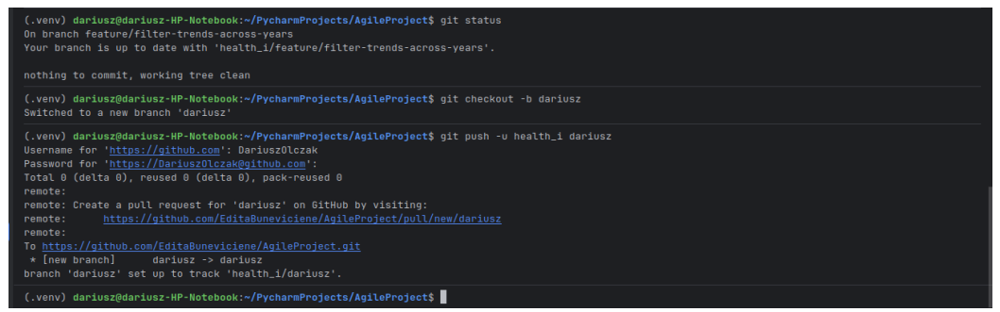 (.venv) dariusz@dariusz-HP-Notebook:~/PycharmProjects/AgileProject$ git status
On branch feature/filter-trends-across-years
Your branch is up to date with 'health_i/feature/filter-trends-across-years'.
nothing to commit, working tree clean
(.venv) dariusz@dariusz-HP-Notebook:~/PycharmProjects/AgileProject$ git checkout -b dariusz
Switched to a new branch 'dariusz'
(.venv) dariusz@dariusz-HP-Notebook:~/PycharmProjects/AgileProject$ git push -u health_i dariusz
Username for 'https://github.com': DariuszOlczak
Password for 'https://DariuszOlczak@github.com':
Total 0 (delta 0), reused 0 (delta 0), pack-reused 0
remote:
remote: Create a pull request for 'dariusz' on GitHub by visiting:
remote:      https://github.com/EditaBuneviciene/AgileProject/pull/new/dariusz
remote:
To https://github.com/EditaBuneviciene/AgileProject.git
 * [new branch]      dariusz -> dariusz
branch 'dariusz' set up to track 'health_i/dariusz'.
(.venv) dariusz@dariusz-HP-Notebook:~/PycharmProjects/AgileProject$